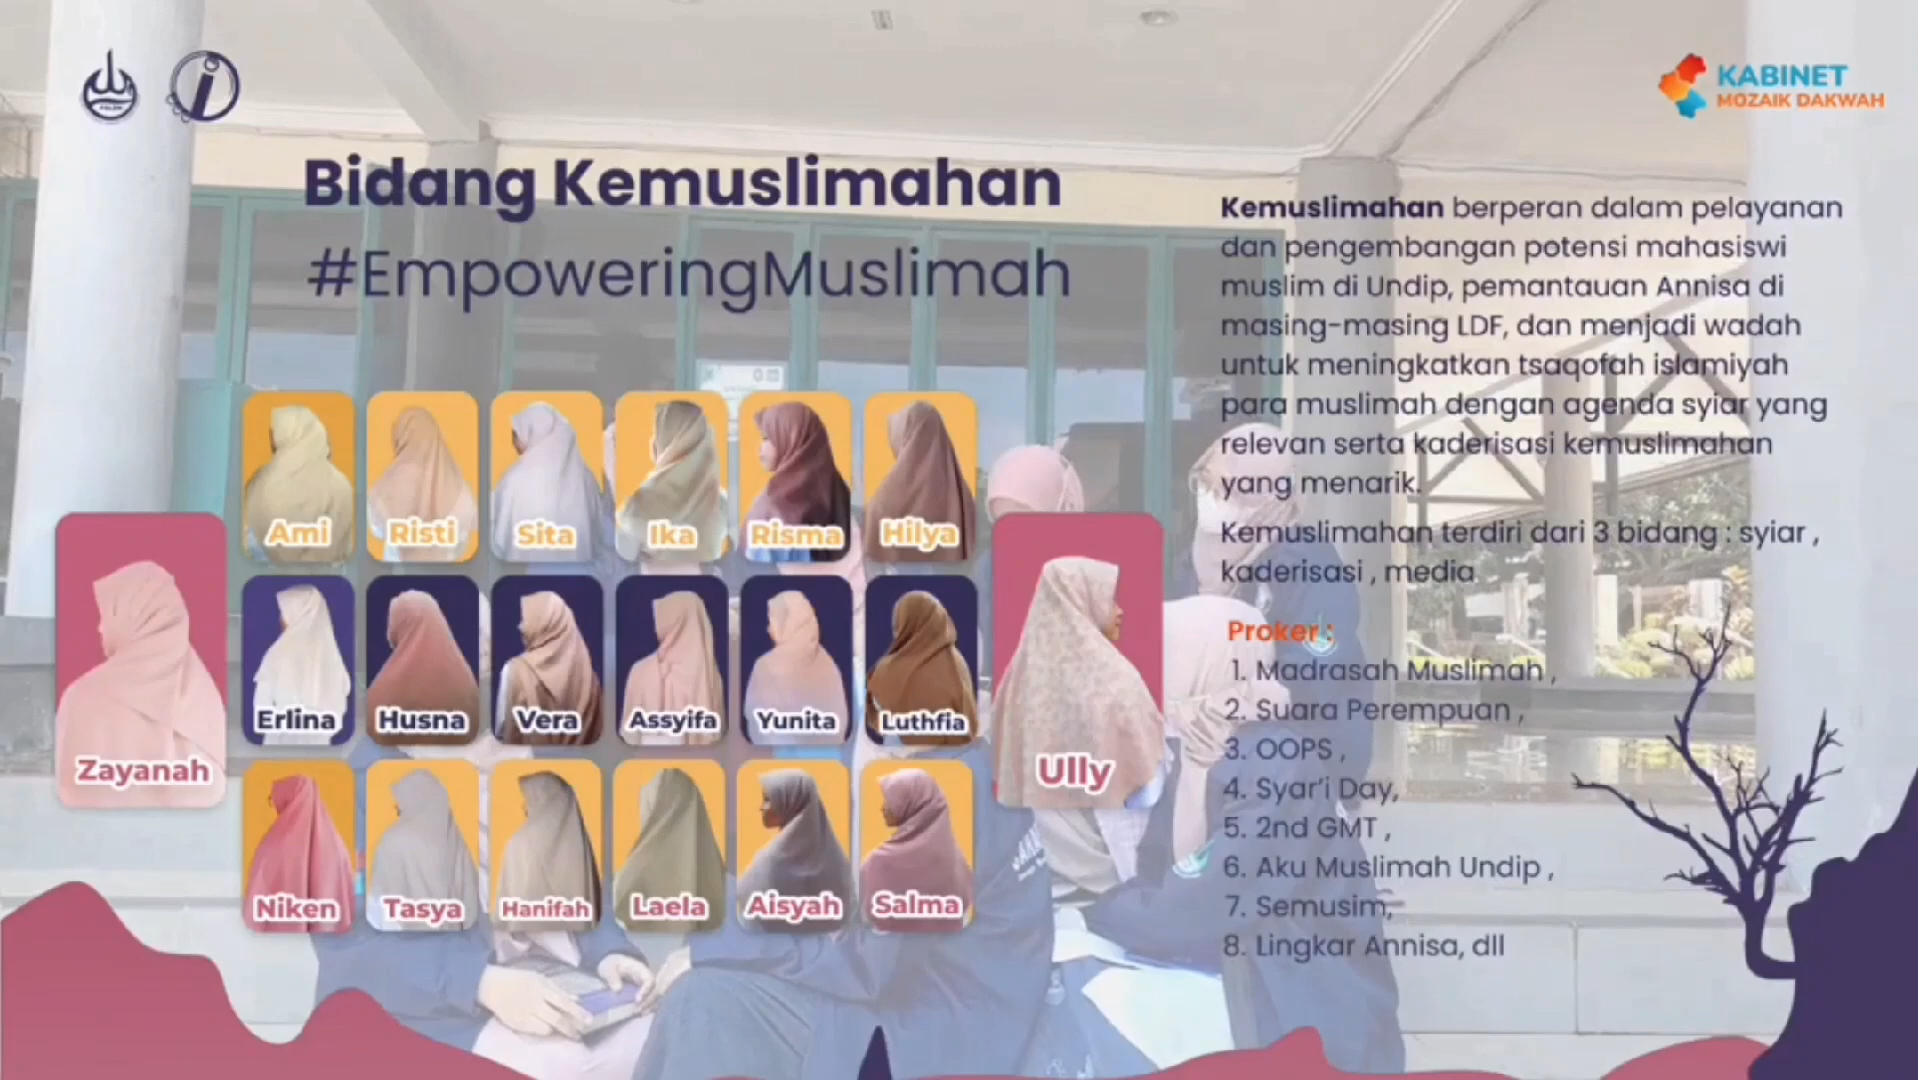 KABINET
MOZAIK DAKWAH
Bidang Kemuslimahan
#EmpoweringMuslimah
Ami
Risti
Sita
Ika
Risma
Hilya
Zayanah
Erlina
Husna
Vera
Assyifa
Yunita
Luthfia
Ully
Niken
Tasya
Hanifah
Laela
Aisyah
Salma
Kemuslimahan berperan dalam pelayanan
dan pengembangan potensi mahasiswi
muslim di Undip, pemantauan Annisa di
masing-masing LDF, dan menjadi wadah
untuk meningkatkan tsaqofah islamiyah
para muslimah dengan agenda syiar yang
relevan serta kaderisasi kemuslimahan
yang menarik.
Kemuslimahan terdiri dari 3 bidang : syiar ,
kaderisasi , media
Proker :
1. Madrasah Muslimah ,
2. Suara Perempuan ,
3. OOPS ,
4. Syar'i Day,
5. 2nd GMT ,
6. Aku Muslimah Undip ,
7. Semusim,
8. Lingkar Annisa, dll